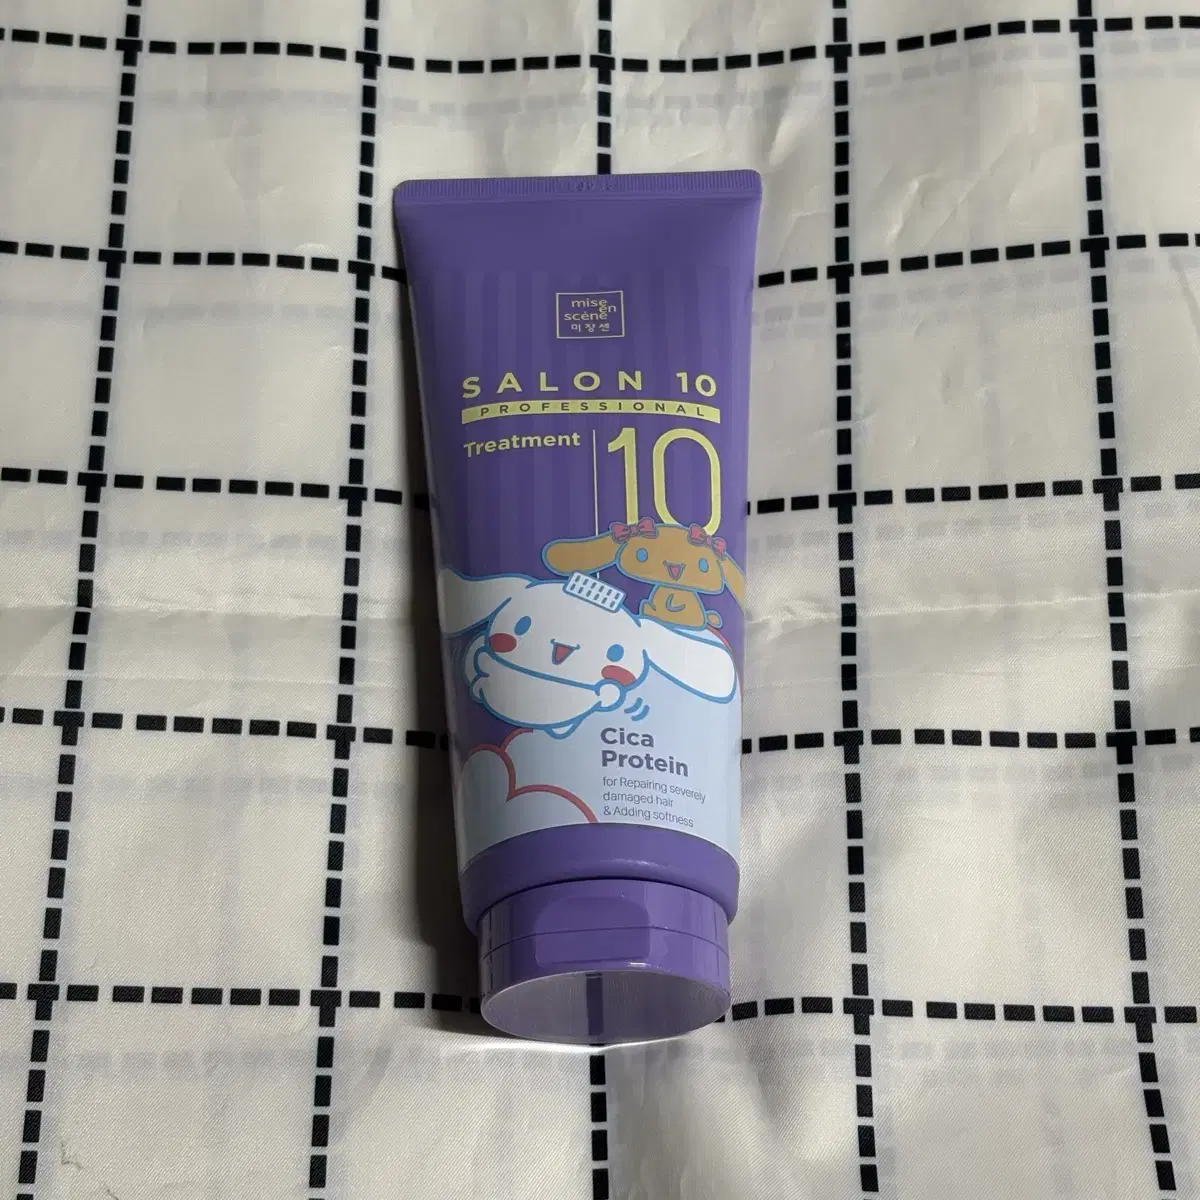 mise
en
scène
미장센
SALON 10
PROFESSIONAL
Treatment
10
Cica
Protein
for Repairing severely
damaged hair
& Adding softness